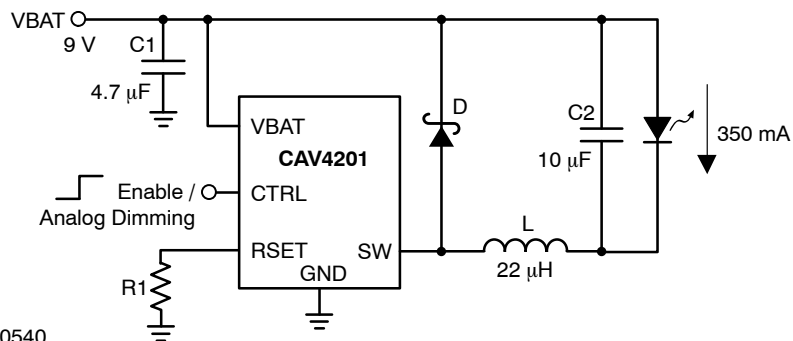 VBAT
9 V
C1
4.7 μF
VBAT
CAV4201
CTRL
Enable /
Analog Dimming
RSET
SW
GND
R1
D
L
22 μH
C2
10 μF
350 mA
0540